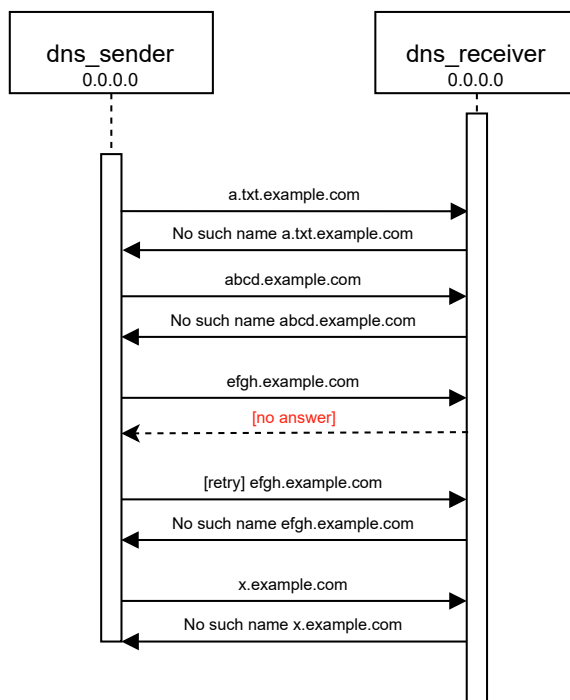 dns_sender
0.0.0.0
dns_receiver
0.0.0.0
a.txt.example.com
No such name a.txt.example.com
abcd.example.com
No such name abcd.example.com
efgh.example.com
[no answer]
[retry] efgh.example.com
No such name efgh.example.com
x.example.com
No such name x.example.com